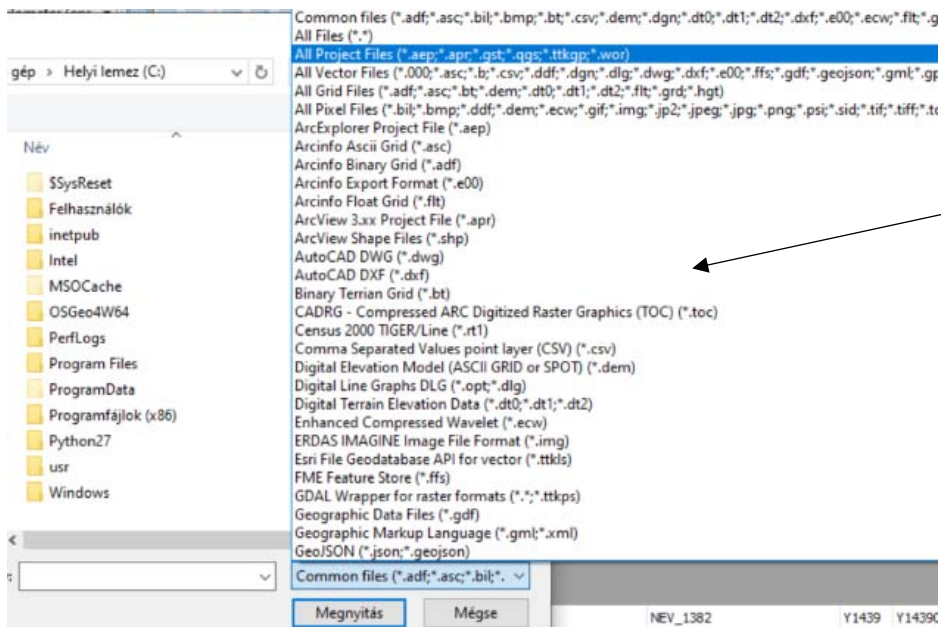 Common files (*.adf;*.asc;*.bil;*.bmp;*.bt;*.csv;*.dem;*.dgn;*.dt0;*.dt1;*.dt2;*.dxf;*.e00;*.ecw;*.flt;*.g
All Files (*.*)
All Project Files (*.aep;*.apr;*.gst;*.qgs;*.ttkgp;*.wor)
gép > Helyi lemez (C:)
All Vector Files (*.000;*.asc;*.b;*.csv;*.ddf;*.dgn;*.dlg;*.dwg;*.dxf;*.e00;*.ffs;*.gdf;*.geojson;*.gml;*.gp
All Grid Files (*.adf;*.asc;*.bt;*.dem;*.dt0;*.dt1;*.dt2;*.flt;*.grd;*.hgt)
All Pixel Files (*.bil;*.bmp;*.ddf;*.dem;*.ecw;*.gif;*.img;*.jp2;*.jpeg;*.jpg;*.png;*.psi;*.sid;*.tif;*.tiff;*.to
ArcExplorer Project File (*.aep)
Arcinfo Ascii Grid (*.asc)
Név
Arcinfo Binary Grid (*.adf)
$SysReset
Arcinfo Export Format (*.e00)
Felhasználók
Arcinfo Float Grid (*.flt)
ArcView 3.xx Project File (*.apr)
inetpub
ArcView Shape Files (*.shp)
Intel
AutoCAD DWG (*.dwg)
AutoCAD DXF (*.dxf)
MSOCache
Binary Terrian Grid (*.bt)
OSGeo4W64
CADRG - Compressed ARC Digitized Raster Graphics (TOC) (*.toc)
Census 2000 TIGER/Line (*.rt1)
PerfLogs
Comma Separated Values point layer (CSV) (*.csv)
Program Files
Digital Elevation Model (ASCII GRID or SPOT) (*.dem)
Digital Line Graphs DLG (*.opt;*.dlg)
ProgramData
Digital Terrain Elevation Data (*.dt0;*.dt1;*.dt2)
Programfájlok (x86)
Enhanced Compressed Wavelet (*.ecw)
ERDAS IMAGINE Image File Format (*.img)
Python27
Esri File Geodatabase API for vector (*.ttkls)
usr
FME Feature Store (*.ffs)
Windows
GDAL Wrapper for raster formats (*.*;*.ttkps)
Geographic Data Files (*.gdf)
Geographic Markup Language (*.gml;*.xml)
GeoJSON (*.json;*.geojson)
Common files (*.adf;*.asc;*.bil;*.
Megnyitás
Mégse
NEV_1382
Y1439
Y14390